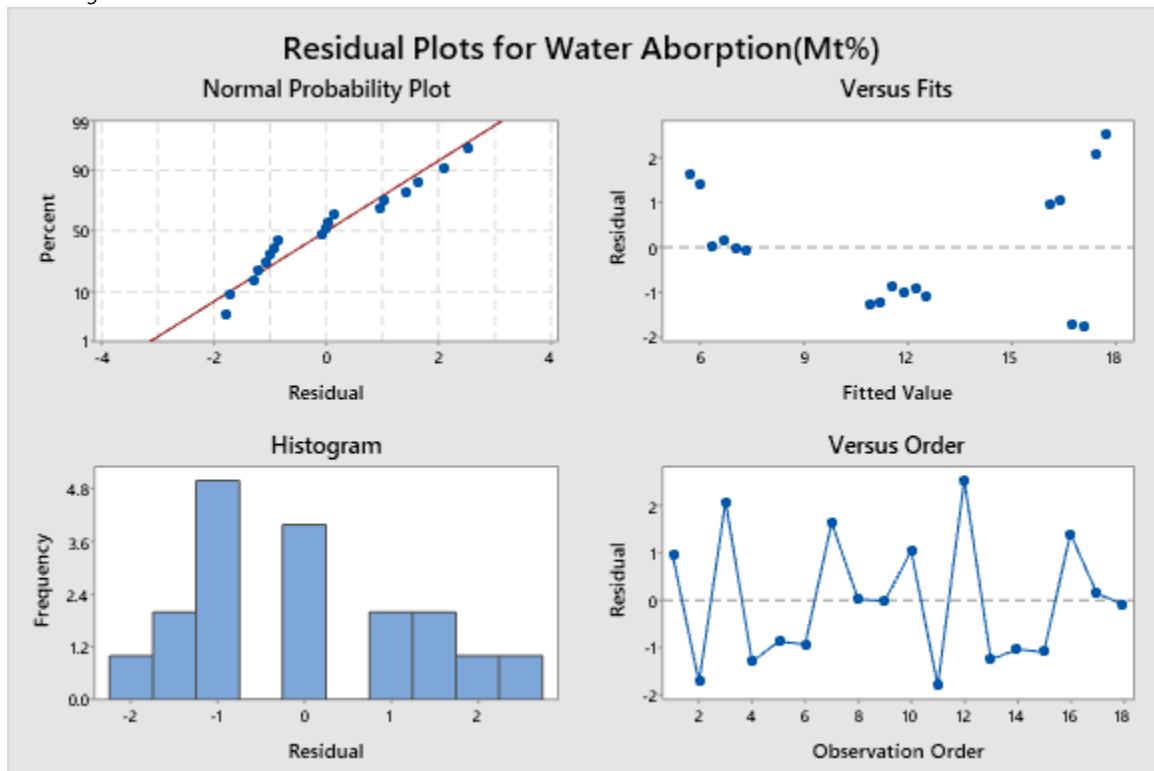 Residual Plots for Water Aborption(Mt%)
Normal Probability Plot
99
90
50
10
1
Percent
-4 -2 0 2 4
Residual
Versus Fits
2
1
0
-1
-2
Residual
6 9 12 15 18
Fitted Value
Histogram
4.8
3.6
2.4
1.2
0.0
Frequency
-2 -1 0 1 2
Residual
Versus Order
2
1
0
-1
-2
Residual
2 4 6 8 10 12 14 16 18
Observation Order